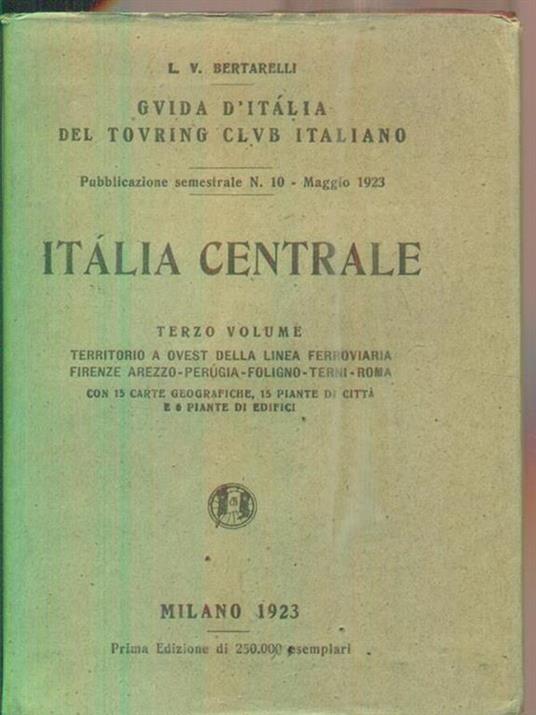 L. V. BERTARELLI
GVIDA D'ITÁLIA
DEL TOVRING CLVB ITALIANO
Pubblicazione semestrale N. 10 - Maggio 1923
ITÁLIA CENTRALE
TERZO VOLUME
TERRITORIO A OVEST DELLA LINEA FERROVIARIA
FIRENZE AREZZO-PERÚGIA-FOLIGNO-TERNI-ROMA
CON 15 CARTE GEOGRAFICHE, 15 PIANTE DI CITTÀ
E 6 PIANTE DI EDIFICI
MILANO 1923
Prima Edizione di 250.000 esemplari